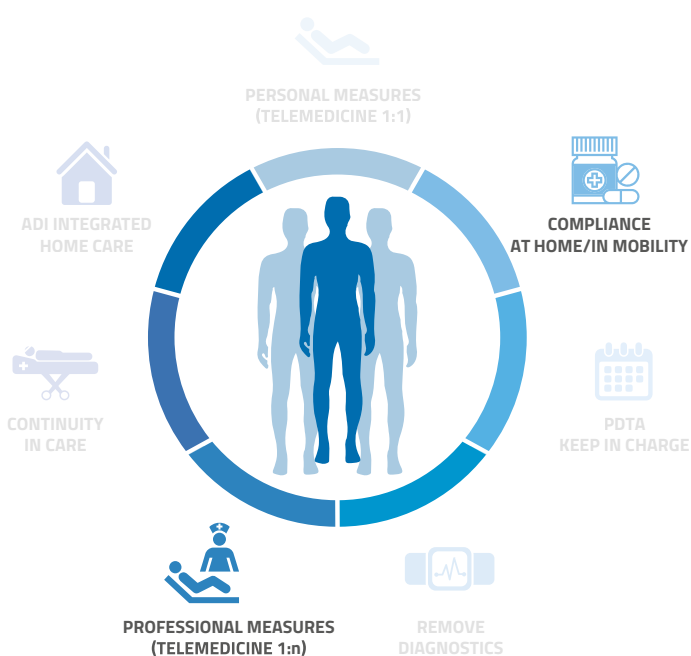 PERSONAL MEASURES
(TELEMEDICINE 1:1)
ADI INTEGRATED
HOME CARE
COMPLIANCE
AT HOME/IN MOBILITY
CONTINUITY
IN CARE
PDTA
KEEP IN CHARGE
PROFESSIONAL MEASURES
(TELEMEDICINE 1:n)
REMOVE
DIAGNOSTICS